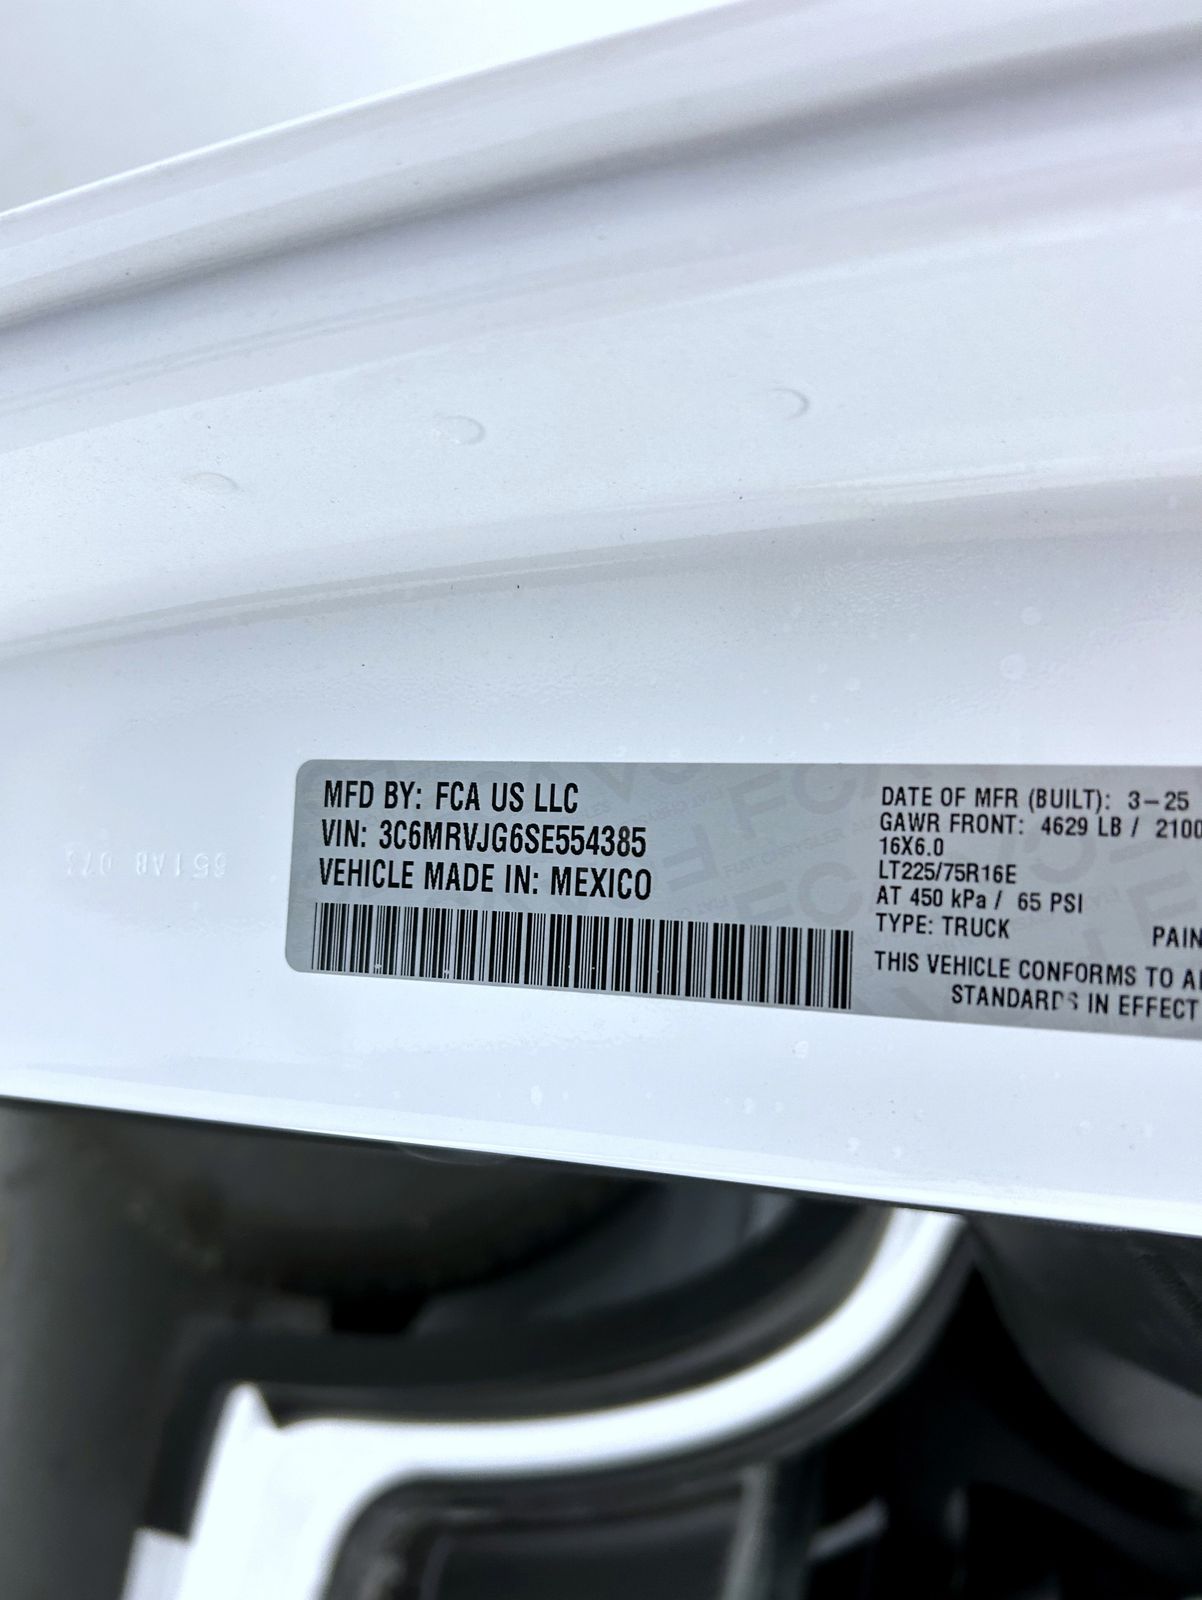 MFD BY: FCA US LLC
VIN: 3C6MRVJG6SE554385
VEHICLE MADE IN: MEXICO
DATE OF MFR (BUILT): 3-25
GAWR FRONT: 4629 LB / 2100
16X6.0
LT225/75R16E
AT 450 kPa / 65 PSI
TYPE: TRUCK PAIN
THIS VEHICLE CONFORMS TO A
STANDARDS IN EFFECT